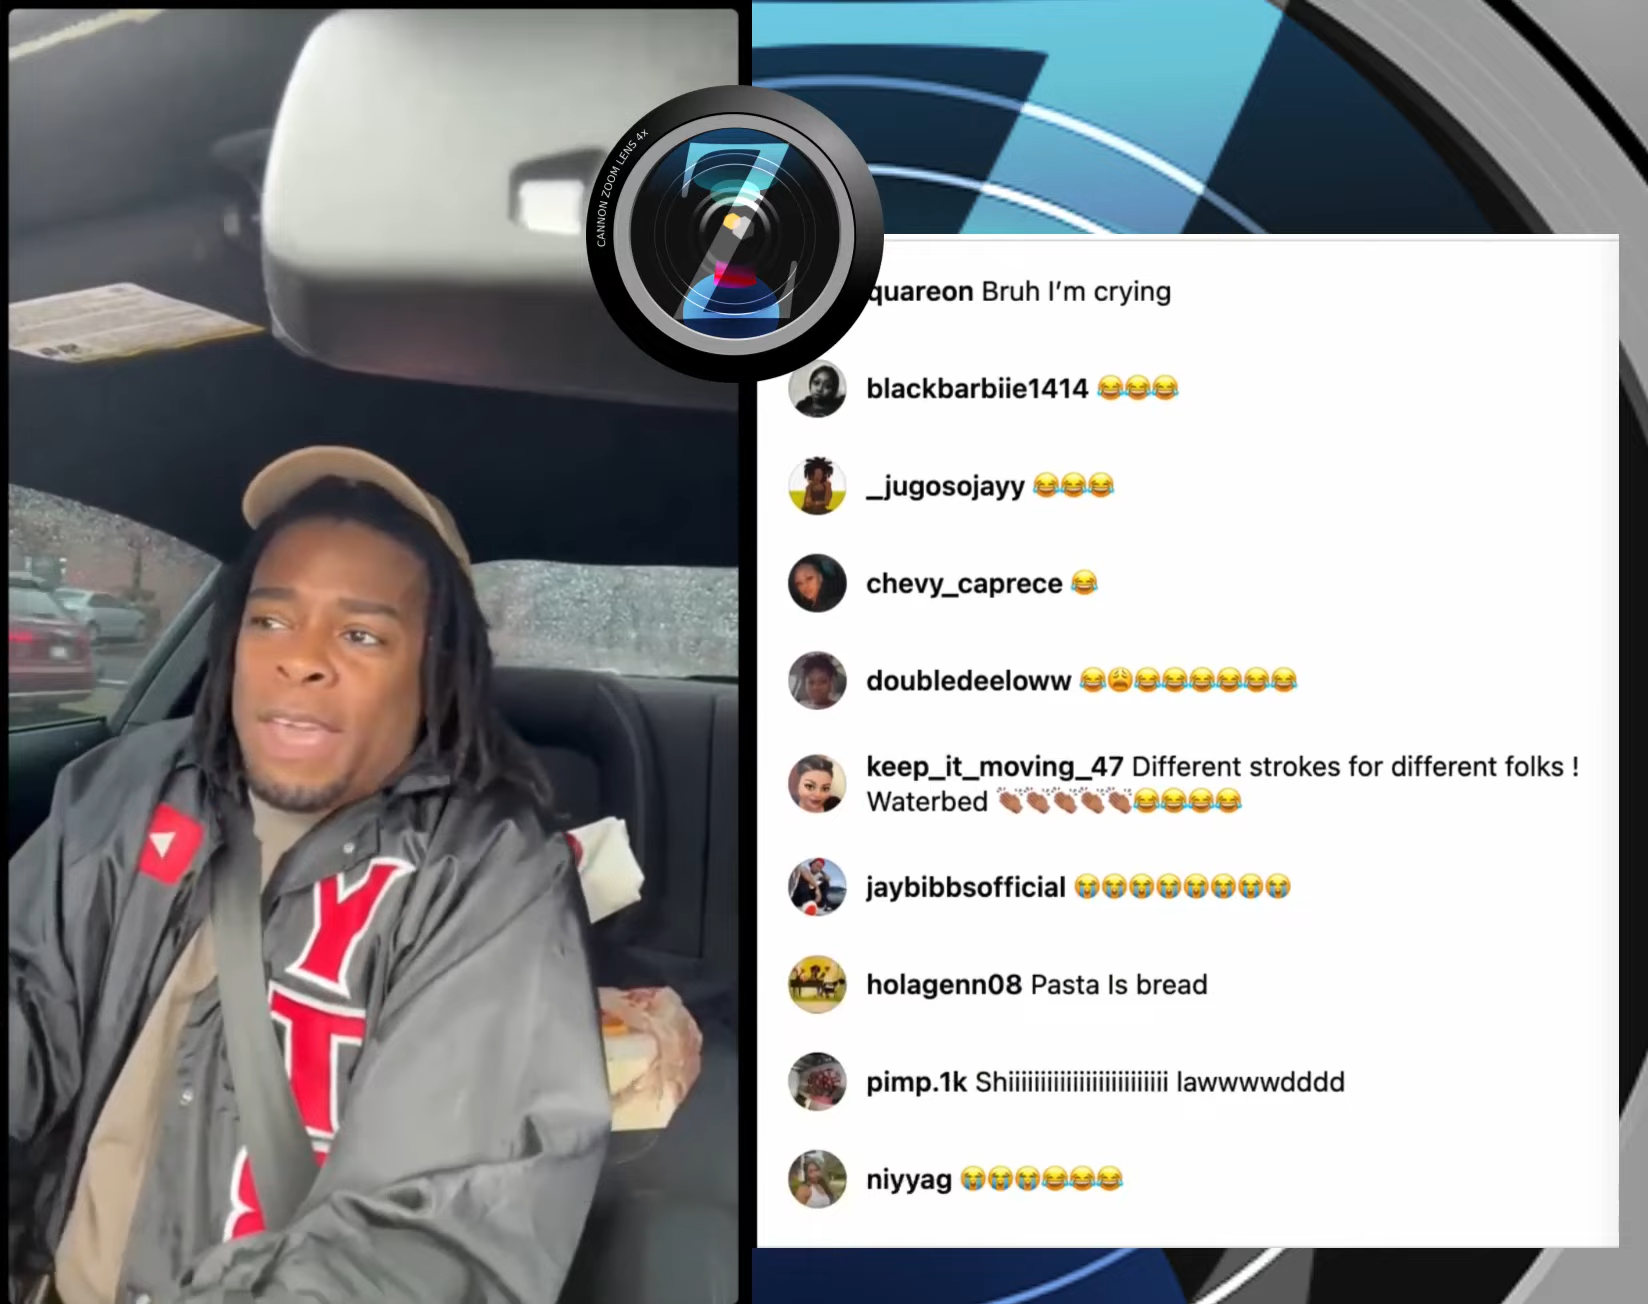 CANNON ZOOM LENS 4x
Z
quareon Bruh I’m crying
blackbarbiie1414 😂😂😂
_jugosojayy 😂😂😂
chevy_caprece 😂
doubledeeloww 😂😩😂😂😂😂😂😂
keep_it_moving_47 Different strokes for different folks !
Waterbed 👏🏾👏🏾👏🏾👏🏾👏🏾😂😂😂😂
jaybibbsofficial 😭😭😭😭😭😭😭😭
holagenn08 Pasta Is bread
pimp.1k Shiiiiiiiiiiiiiiiiiiiiiiiii lawwwwdddd
niyyag 😭😭😭😂😂😂
Y
T